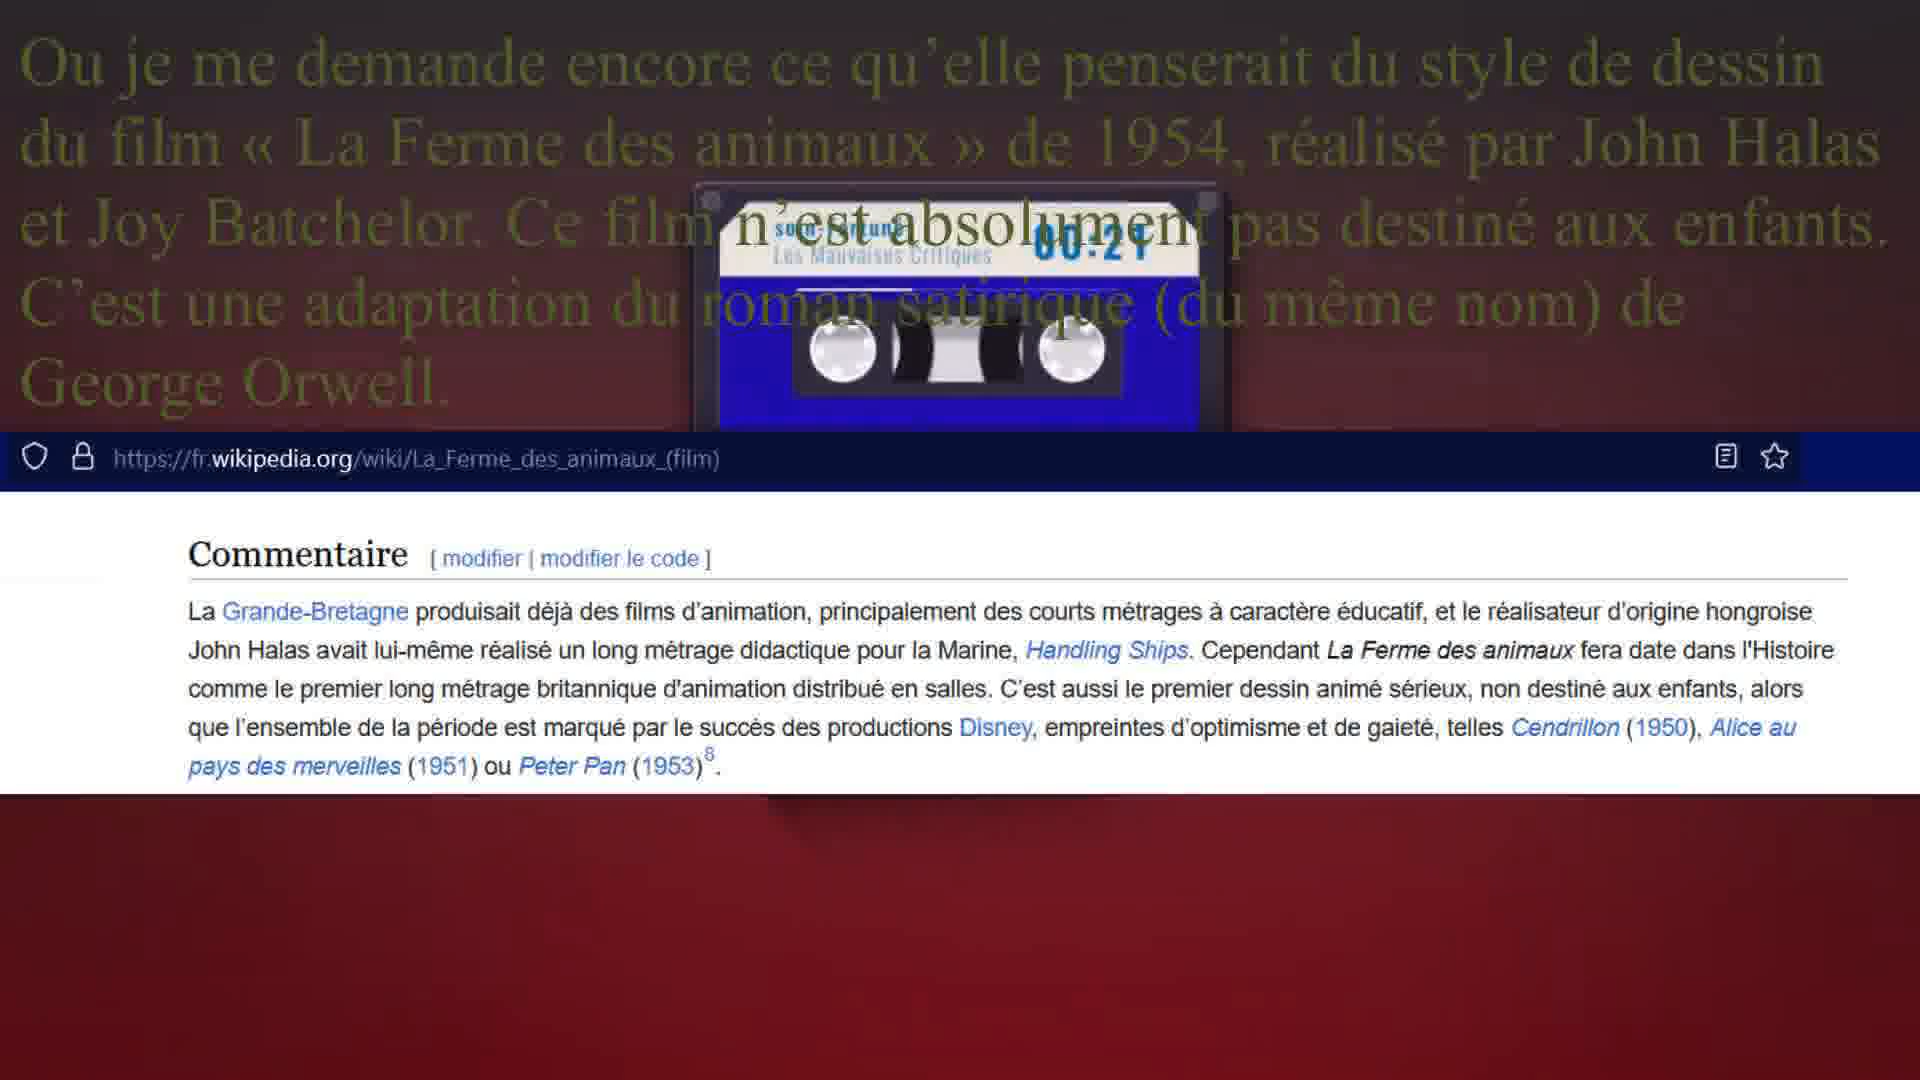 Ou je me demande encore ce qu’elle penserait du style de dessin
du film « La Ferme des animaux » de 1954, réalisé par John Halas
et Joy Batchelor. Ce film n’est absolument pas destiné aux enfants.
C’est une adaptation du roman satirique (du même nom) de
George Orwell.
Les Mauvaises Critiques
00:21
https://fr.wikipedia.org/wiki/La_Ferme_des_animaux_(film)
Commentaire [ modifier | modifier le code ]
La Grande-Bretagne produisait déjà des films d’animation, principalement des courts métrages à caractère éducatif, et le réalisateur d’origine hongroise
John Halas avait lui-même réalisé un long métrage didactique pour la Marine, Handling Ships. Cependant La Ferme des animaux fera date dans l'Histoire
comme le premier long métrage britannique d'animation distribué en salles. C’est aussi le premier dessin animé sérieux, non destiné aux enfants, alors
que l’ensemble de la période est marqué par le succès des productions Disney, empreintes d’optimisme et de gaieté, telles Cendrillon (1950), Alice au
pays des merveilles (1951) ou Peter Pan (1953)8.